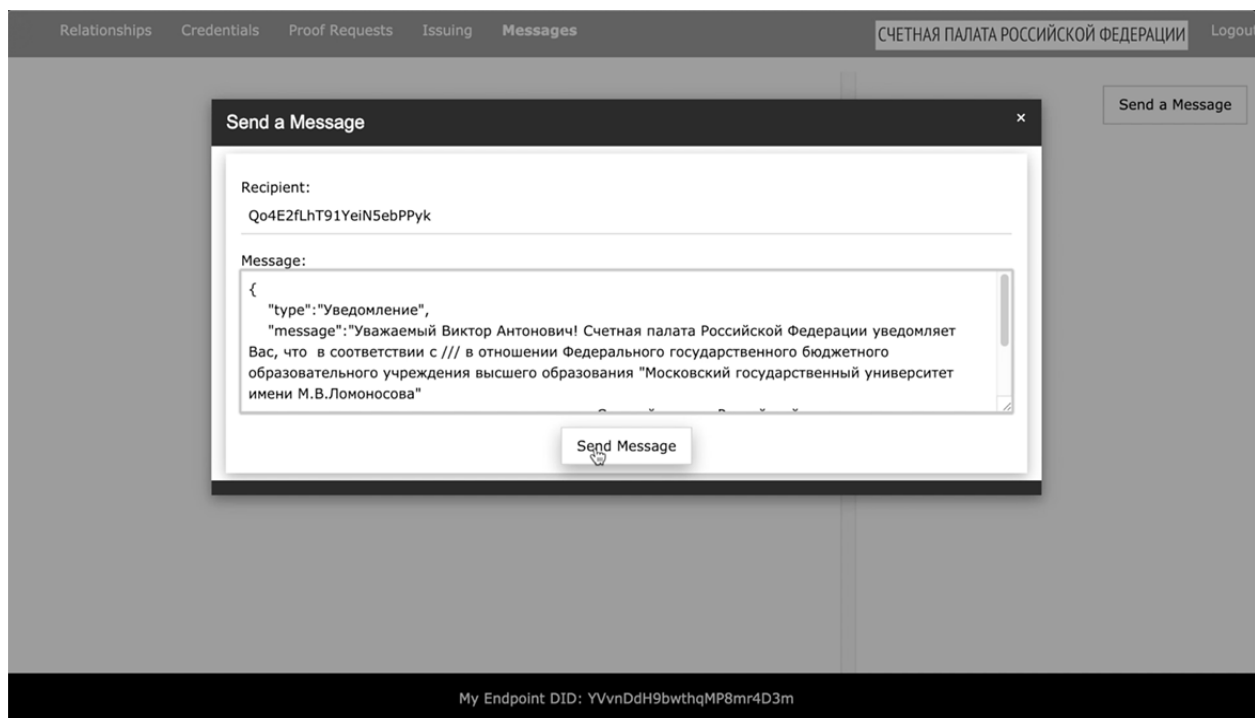 Relationships Credentials Proof Requests Issuing Messages СЧЕТНАЯ ПАЛАТА РОССИЙСКОЙ ФЕДЕРАЦИИ Logout
Send a Message
Send a Message ×
Recipient:
Qo4E2fLhT91YeiN5ebPPyk
Message:
{
"type":"Уведомление",
"message":"Уважаемый Виктор Антонович! Счетная палата Российской Федерации уведомляет
Вас, что в соответствии с /// в отношении Федерального государственного бюджетного
образовательного учреждения высшего образования "Московский государственный университет
имени М.В.Ломоносова"
Send Message
My Endpoint DID: YVvnDdH9bwthqMP8mr4D3m